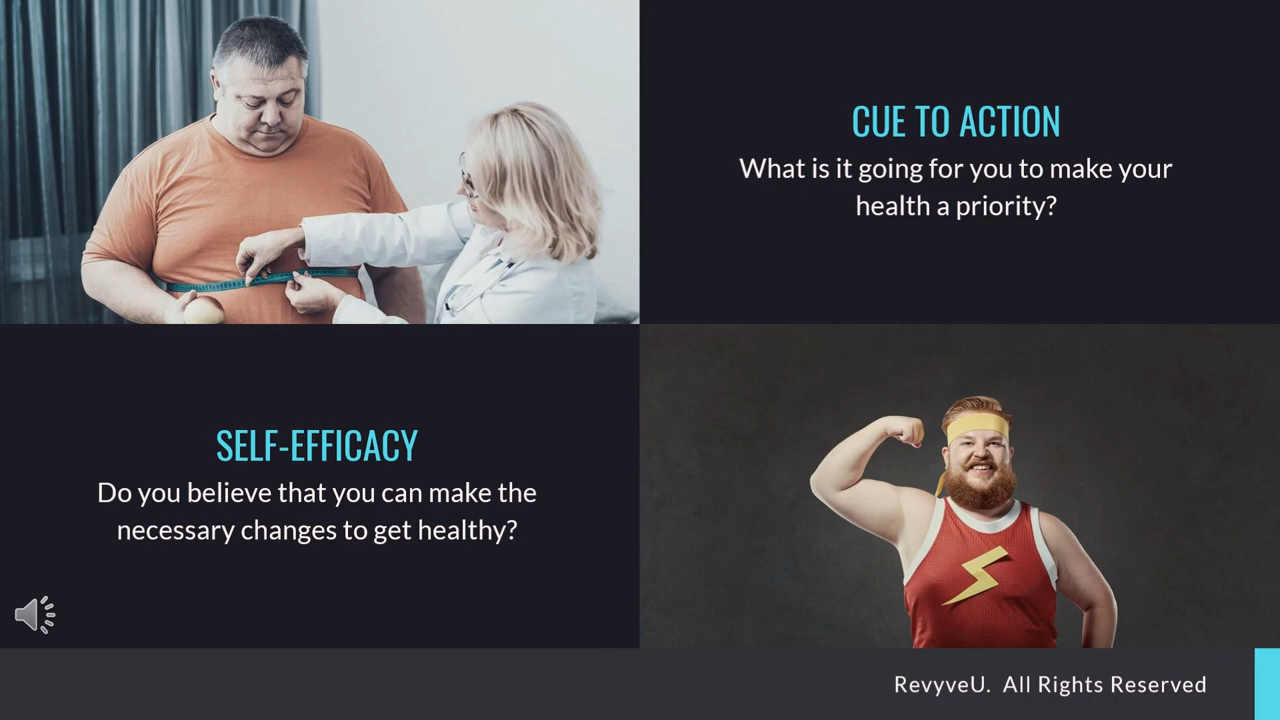 CUE TO ACTION
What is it going for you to make your
health a priority?
SELF-EFFICACY
Do you believe that you can make the
necessary changes to get healthy?
RevyveU. All Rights Reserved